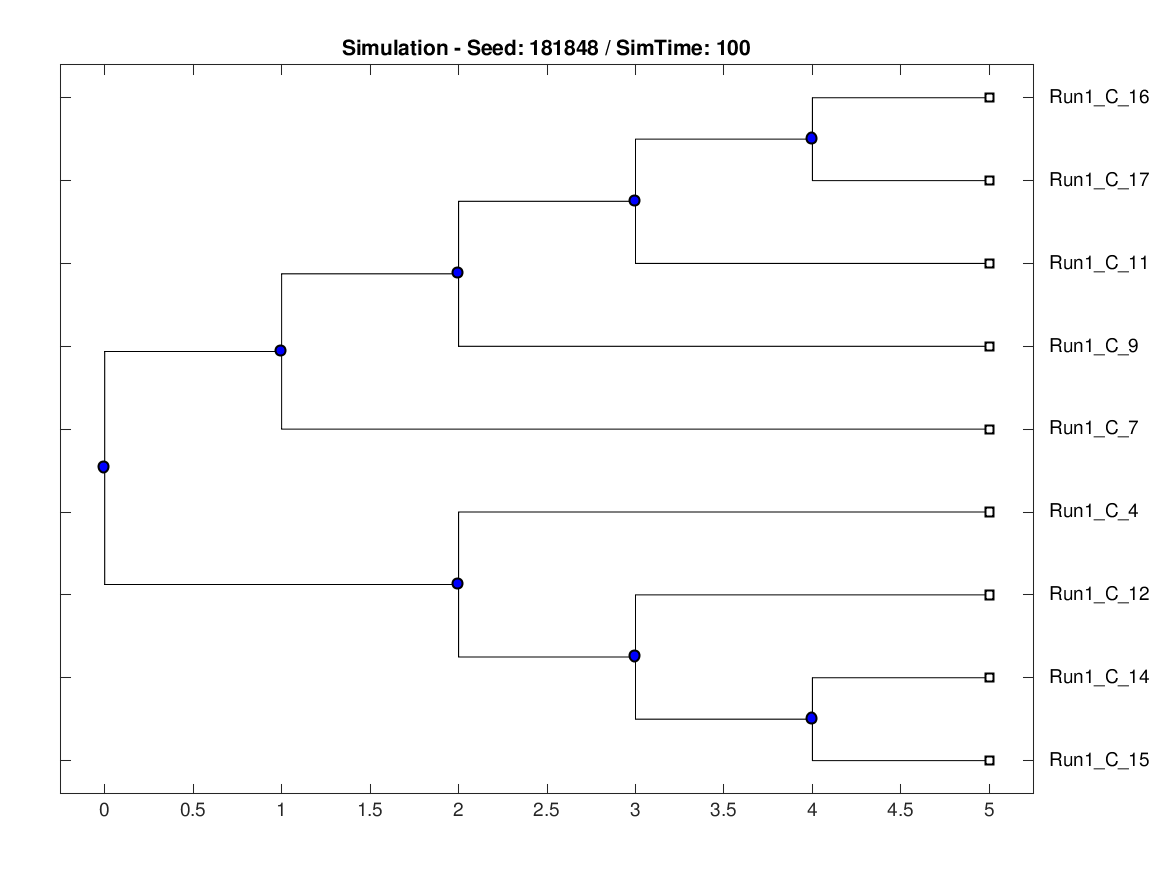 Simulation - Seed: 181848 / SimTime: 100
Run1_C_16
Run1_C_17
Run1_C_11
Run1_C_9
Run1_C_7
Run1_C_4
Run1_C_12
Run1_C_14
Run1_C_15
0 0.5 1 1.5 2 2.5 3 3.5 4 4.5 5